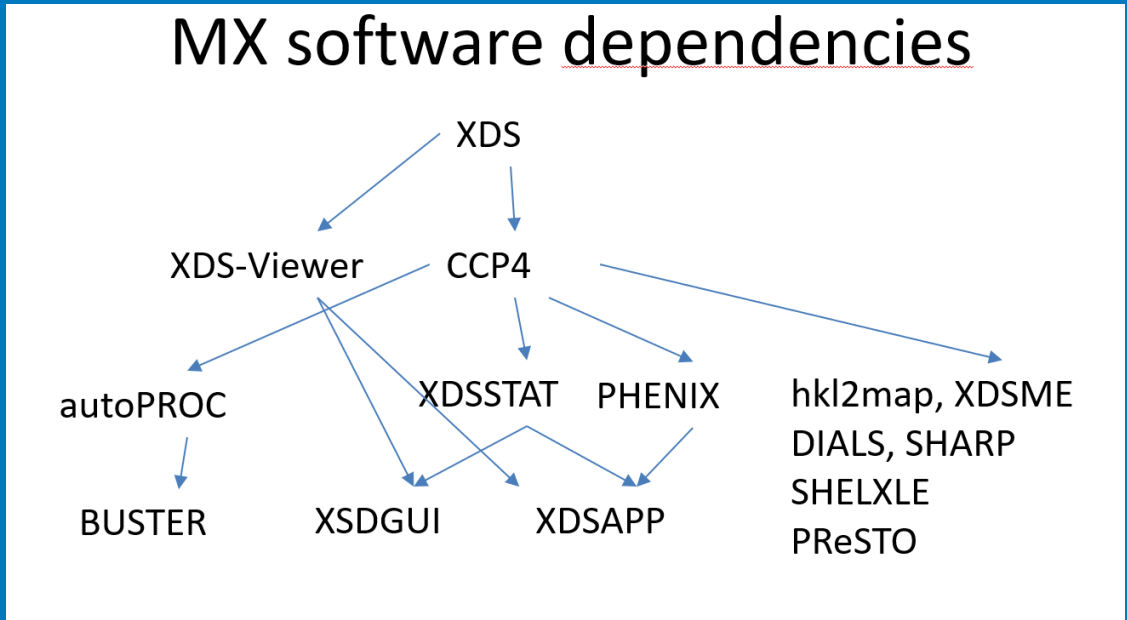 MX software dependencies
XDS
XDS-Viewer
CCP4
autoPROC
XDSSTAT
PHENIX
hkl2map, XDSME
DIALS, SHARP
SHELXLE
PReSTO
BUSTER
XSDGUI
XDSAPP